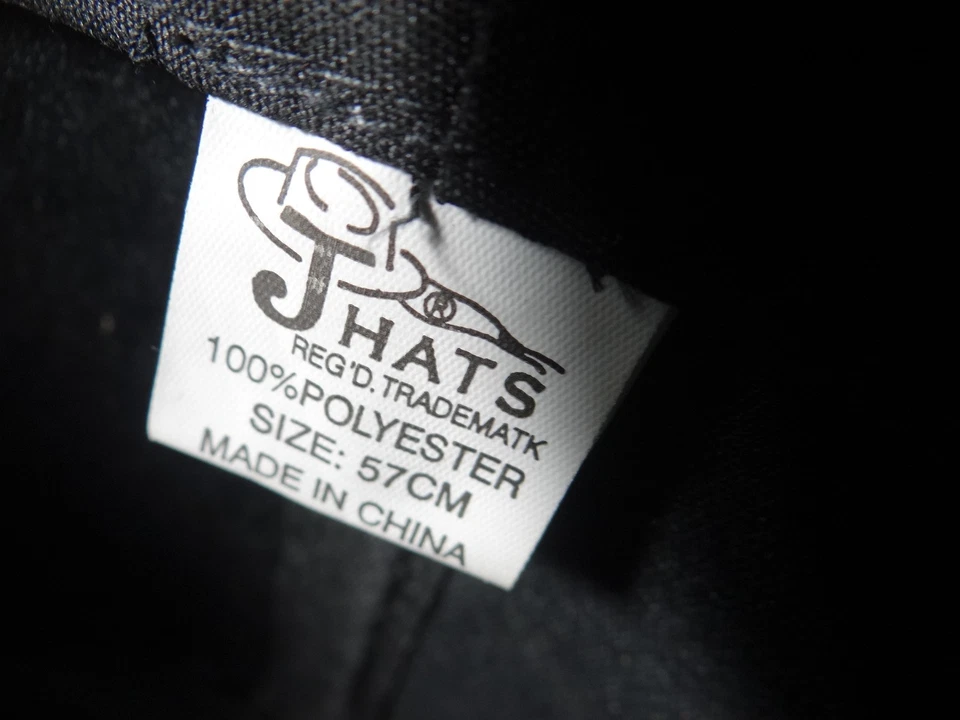 J HATS ®
REG'D. TRADEMATK
100%POLYESTER
SIZE: 57CM
MADE IN CHINA